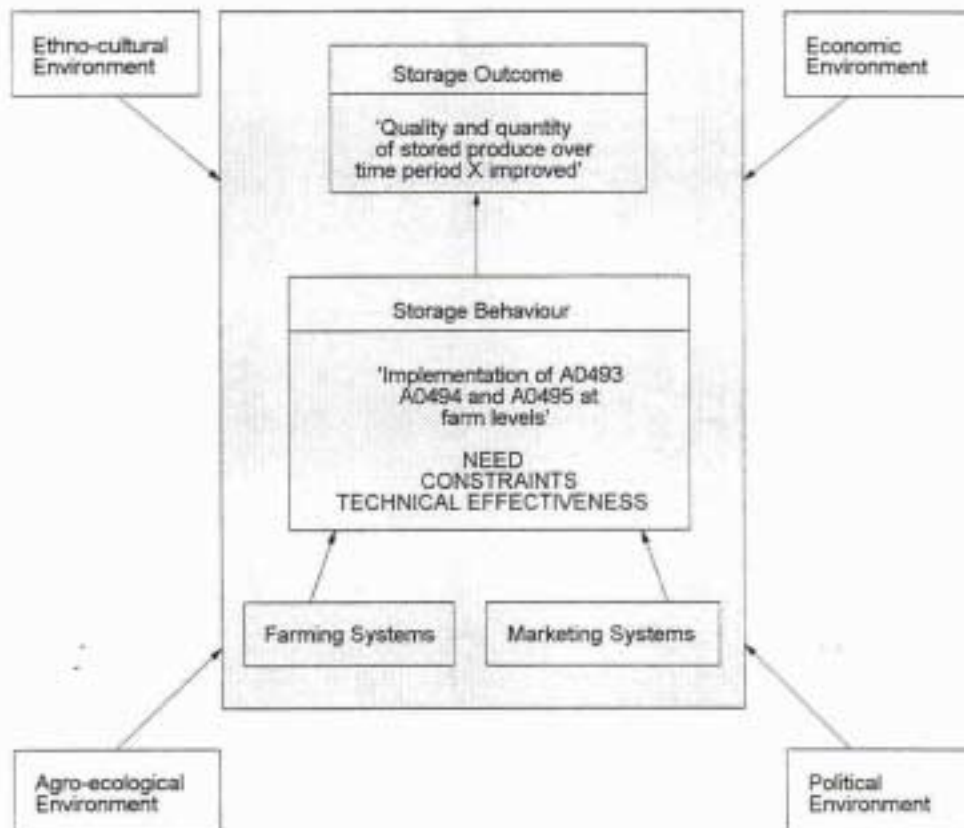 Ethno-cultural
Environment
Economic
Environment
Storage Outcome
'Quality and quantity
of stored produce over
time period X improved'
Storage Behaviour
'Implementation of A0493
A0494 and A0495 at
farm levels'
NEED
CONSTRAINTS
TECHNICAL EFFECTIVENESS
Farming Systems
Marketing Systems
Agro-ecological
Environment
Political
Environment